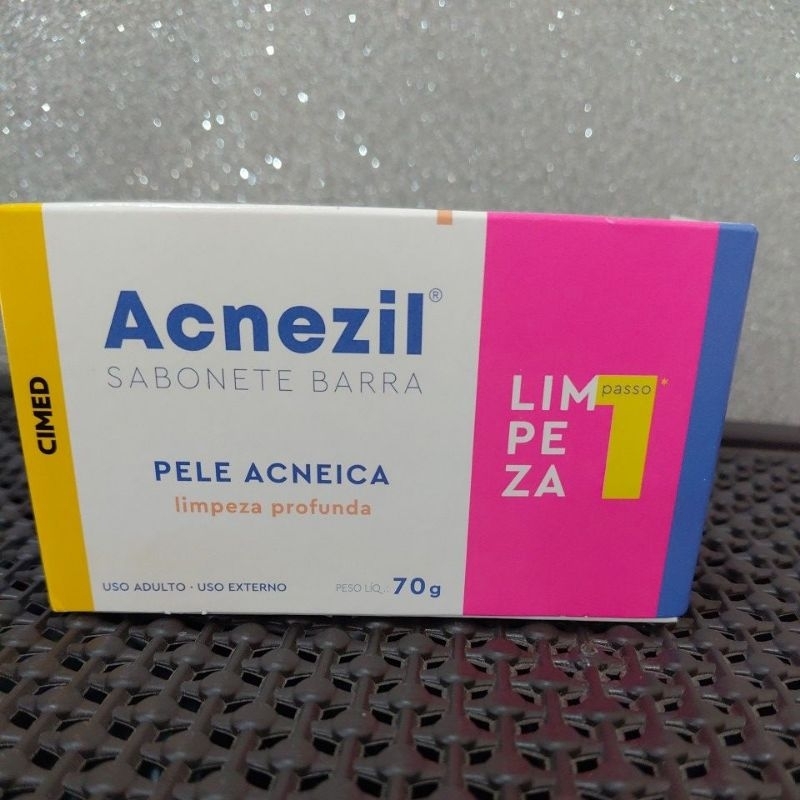 CIMED
Acnezil®
SABONETE BARRA
PELE ACNEICA
limpeza profunda
USO ADULTO · USO EXTERNO
PESO LÍQ.: 70g
LIM
PE
ZA
1
passo*